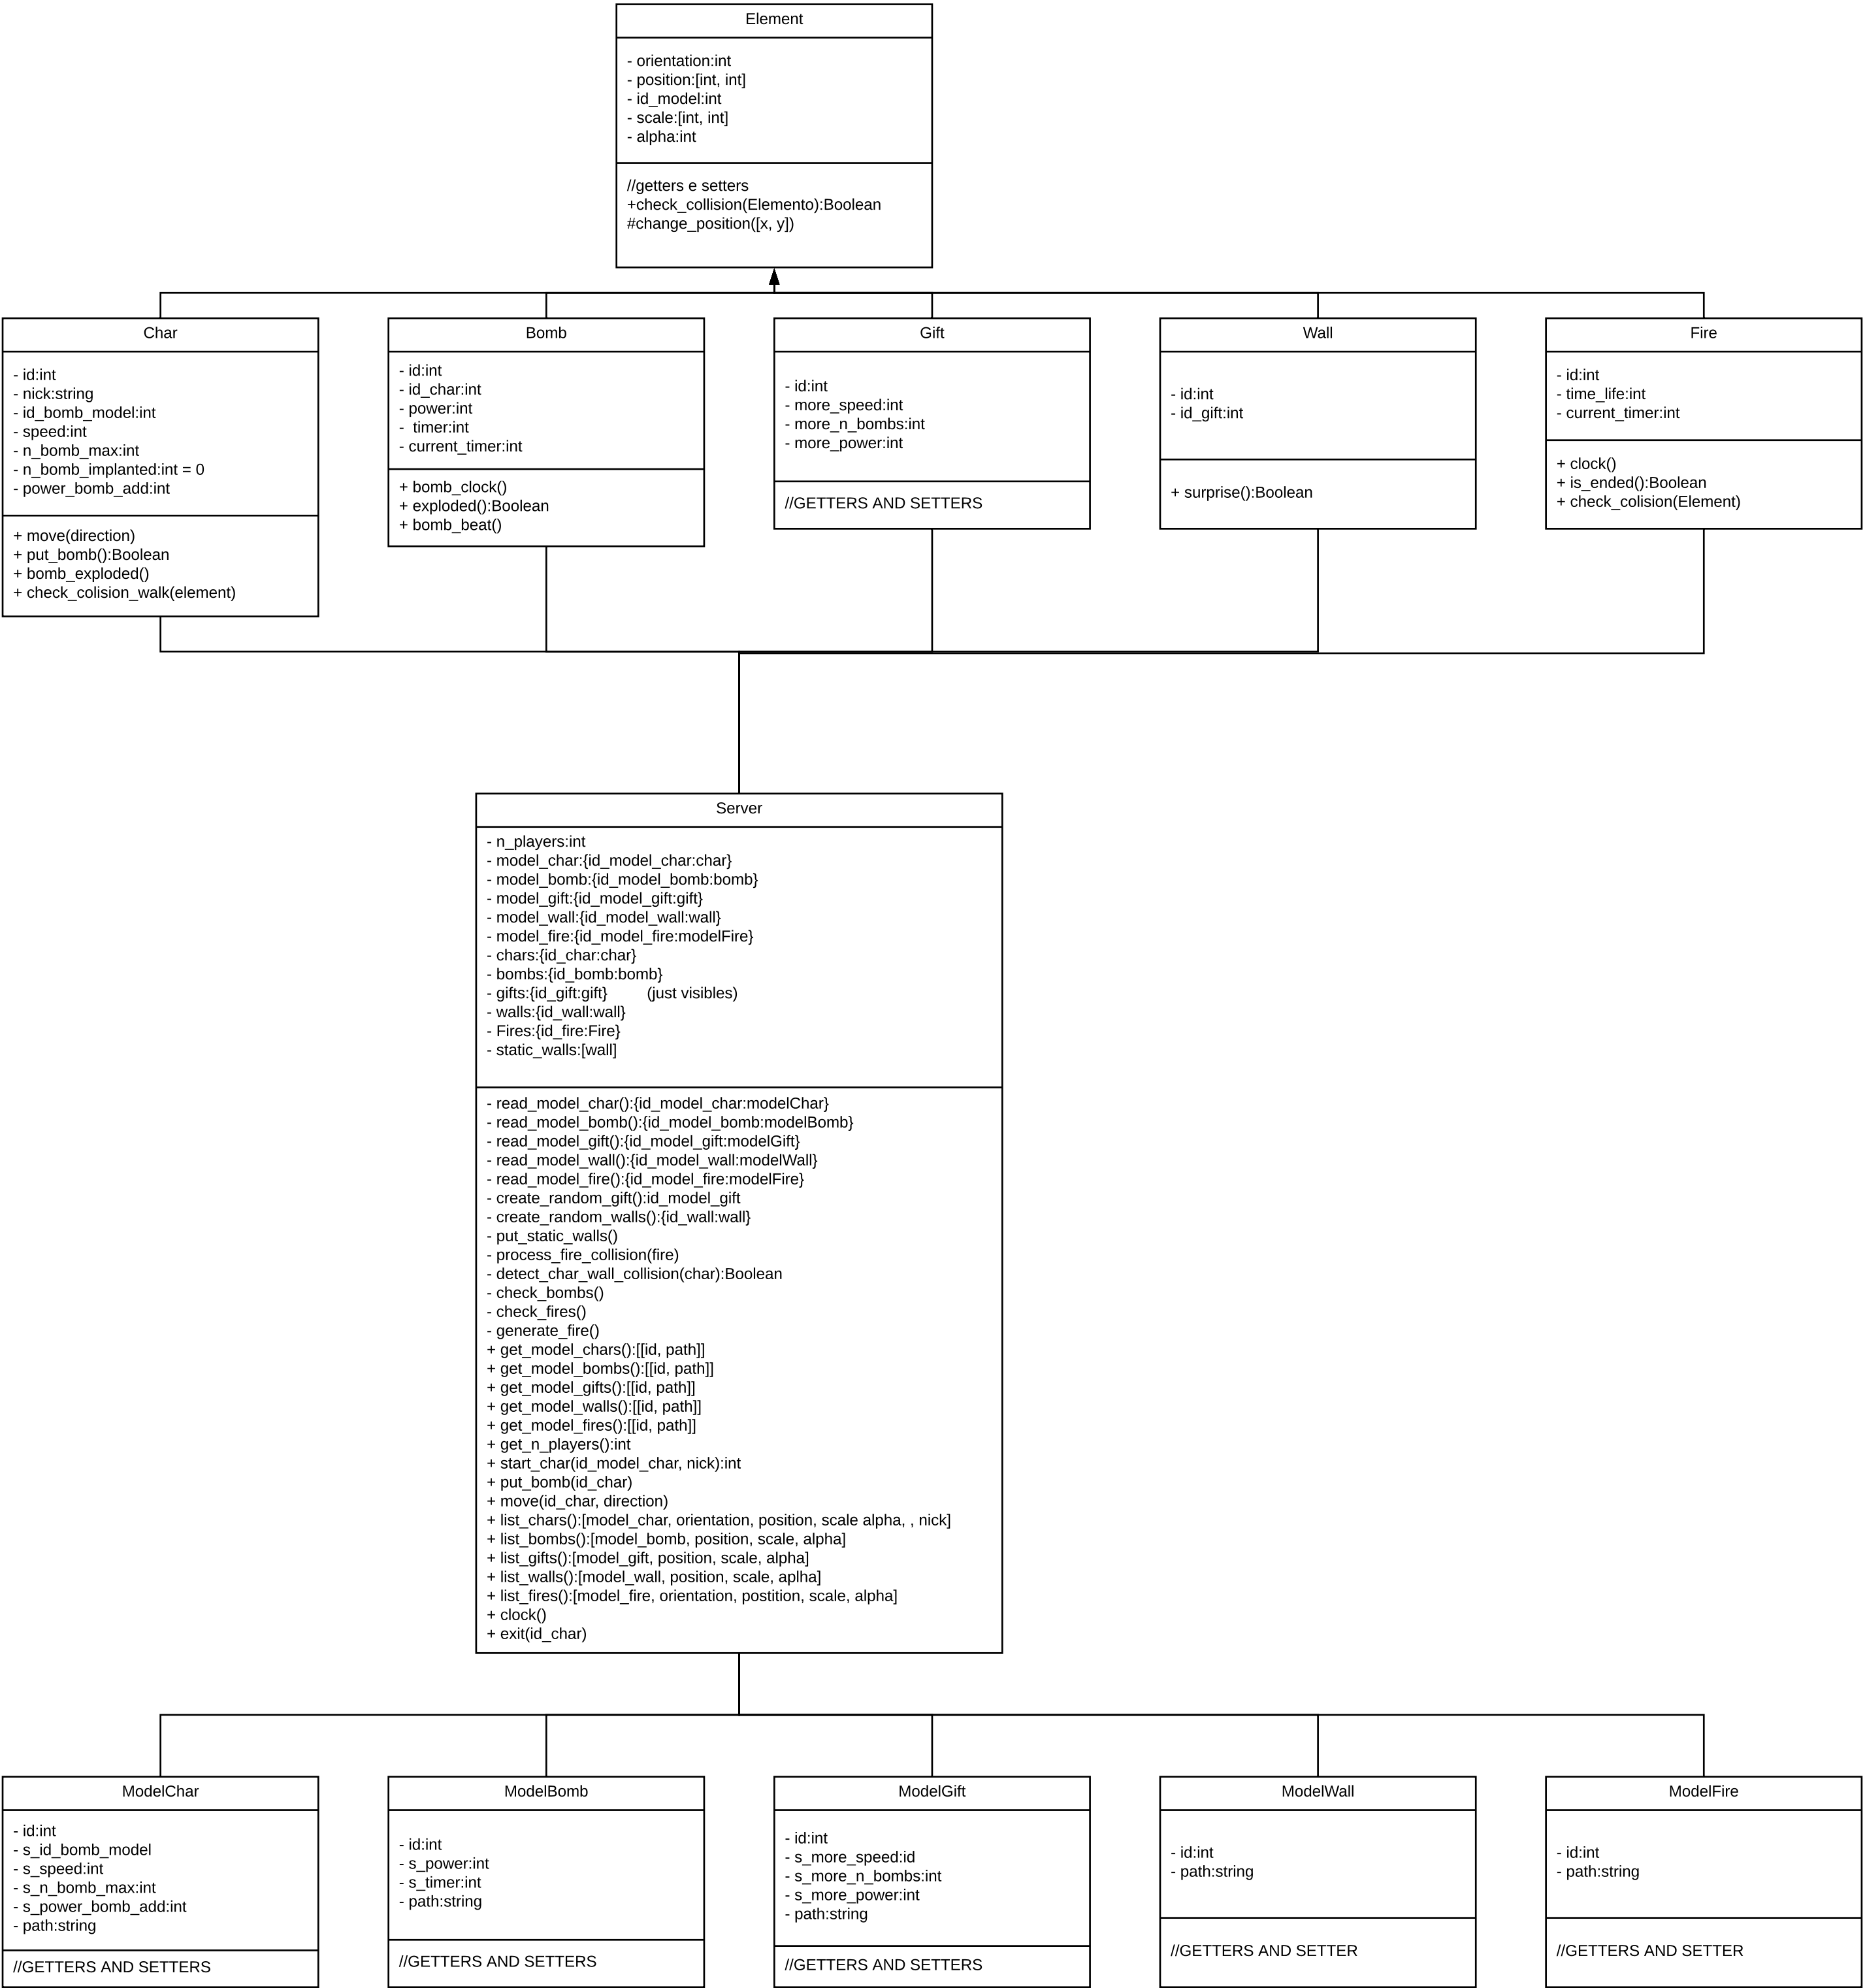 Element
- orientation:int
- position:[int, int]
- id_model:int
- scale:[int, int]
- alpha:int
//getters e setters
+check_collision(Elemento):Boolean
#change_position([x, y])
Char
- id:int
- nick:string
- id_bomb_model:int
- speed:int
- n_bomb_max:int
- n_bomb_implanted:int = 0
- power_bomb_add:int
+ move(direction)
+ put_bomb():Boolean
+ bomb_exploded()
+ check_colision_walk(element)
Bomb
- id:int
- id_char:int
- power:int
-  timer:int
- current_timer:int
+ bomb_clock()
+ exploded():Boolean
+ bomb_beat()
Gift
- id:int
- more_speed:int
- more_n_bombs:int
- more_power:int
//GETTERS AND SETTERS
Wall
- id:int
- id_gift:int
+ surprise():Boolean
Fire
- id:int
- time_life:int
- current_timer:int
+ clock()
+ is_ended():Boolean
+ check_colision(Element)
Server
- n_players:int
- model_char:{id_model_char:char}
- model_bomb:{id_model_bomb:bomb}
- model_gift:{id_model_gift:gift}
- model_wall:{id_model_wall:wall}
- model_fire:{id_model_fire:modelFire}
- chars:{id_char:char}
- bombs:{id_bomb:bomb}
- gifts:{id_gift:gift}         (just visibles)
- walls:{id_wall:wall}
- Fires:{id_fire:Fire}
- static_walls:[wall]
- read_model_char():{id_model_char:modelChar}
- read_model_bomb():{id_model_bomb:modelBomb}
- read_model_gift():{id_model_gift:modelGift}
- read_model_wall():{id_model_wall:modelWall}
- read_model_fire():{id_model_fire:modelFire}
- create_random_gift():id_model_gift
- create_random_walls():{id_wall:wall}
- put_static_walls()
- process_fire_collision(fire)
- detect_char_wall_collision(char):Boolean
- check_bombs()
- check_fires()
- generate_fire()
+ get_model_chars():[[id, path]]
+ get_model_bombs():[[id, path]]
+ get_model_gifts():[[id, path]]
+ get_model_walls():[[id, path]]
+ get_model_fires():[[id, path]]
+ get_n_players():int
+ start_char(id_model_char, nick):int
+ put_bomb(id_char)
+ move(id_char, direction)
+ list_chars():[model_char, orientation, position, scale alpha, , nick]
+ list_bombs():[model_bomb, position, scale, alpha]
+ list_gifts():[model_gift, position, scale, alpha]
+ list_walls():[model_wall, position, scale, aplha]
+ list_fires():[model_fire, orientation, postition, scale, alpha]
+ clock()
+ exit(id_char)
ModelChar
- id:int
- s_id_bomb_model
- s_speed:int
- s_n_bomb_max:int
- s_power_bomb_add:int
- path:string
//GETTERS AND SETTERS
ModelBomb
- id:int
- s_power:int
- s_timer:int
- path:string
//GETTERS AND SETTERS
ModelGift
- id:int
- s_more_speed:id
- s_more_n_bombs:int
- s_more_power:int
- path:string
//GETTERS AND SETTERS
ModelWall
- id:int
- path:string
//GETTERS AND SETTER
ModelFire
- id:int
- path:string
//GETTERS AND SETTER